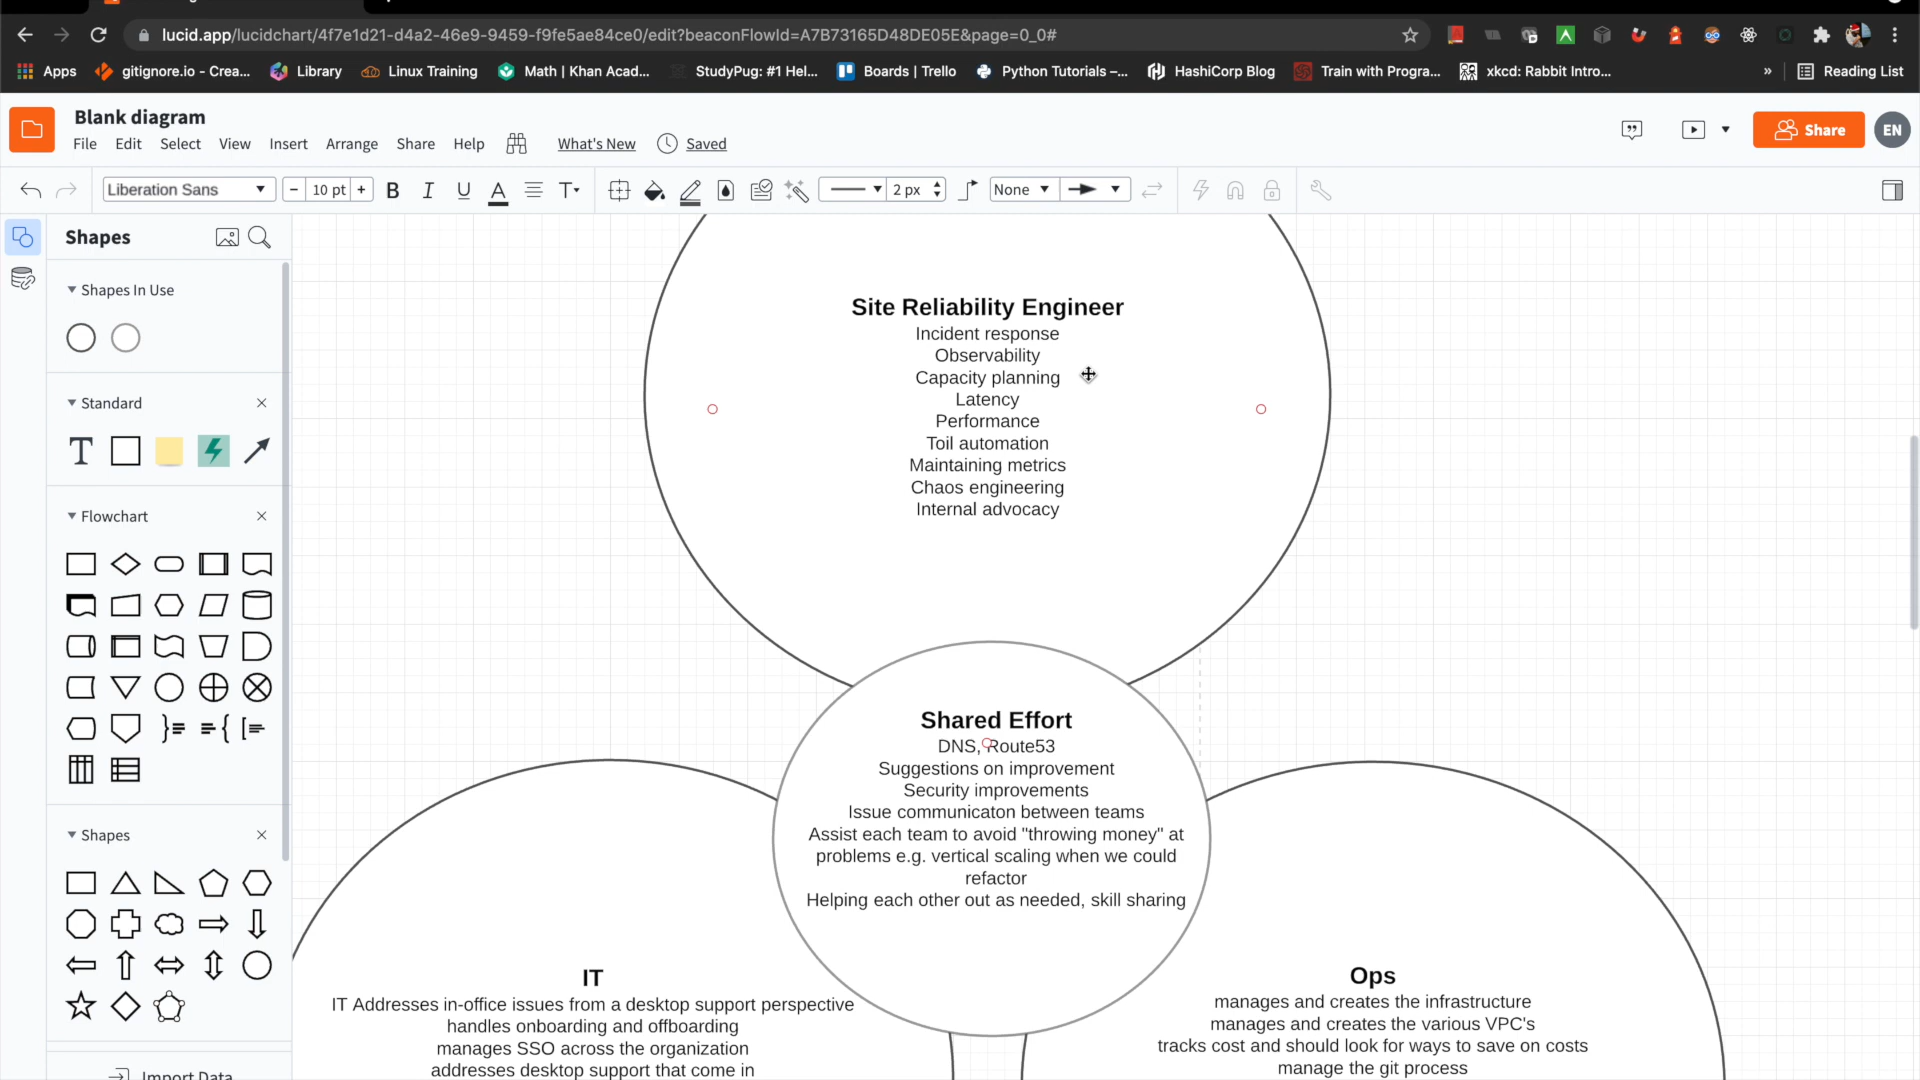 lucid.app/lucidchart/4f7e1d21-d4a2-46e9-9459-f9fe5ae84ce0/edit?beaconFlowId=A7B73165D48DE05E&page=0_0#
Apps
gitignore.io - Crea...
Library
Linux Training
Math | Khan Acad...
StudyPug: #1 Hel...
Boards | Trello
Python Tutorials –...
HashiCorp Blog
Train with Progra...
xkcd: Rabbit Intro...
»
Reading List
Blank diagram
File Edit Select View Insert Arrange Share Help What's New Saved
Share
EN
Liberation Sans
− 10 pt +
B I U A T
2 px
None
Shapes
Shapes In Use
Standard
T
Flowchart
Shapes
Import Data
Site Reliability Engineer
Incident response
Observability
Capacity planning
Latency
Performance
Toil automation
Maintaining metrics
Chaos engineering
Internal advocacy
Shared Effort
DNS, Route53
Suggestions on improvement
Security improvements
Issue communicaton between teams
Assist each team to avoid "throwing money" at
problems e.g. vertical scaling when we could
refactor
Helping each other out as needed, skill sharing
IT
IT Addresses in-office issues from a desktop support perspective
handles onboarding and offboarding
manages SSO across the organization
addresses desktop support that come in
Ops
manages and creates the infrastructure
manages and creates the various VPC's
tracks cost and should look for ways to save on costs
manage the git process